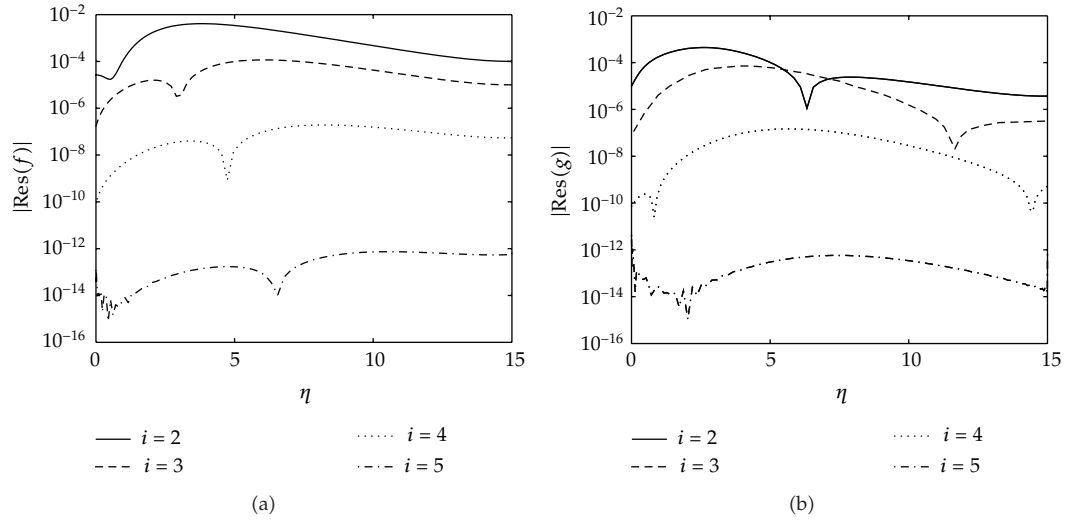 10−2
10−4
10−6
10−8
10−10
10−12
10−14
10−16
|Res(f)|
0
5
10
15
η
i = 2
i = 3
i = 4
i = 5
(a)
10−2
10−4
10−6
10−8
10−10
10−12
10−14
10−16
|Res(g)|
0
5
10
15
η
i = 2
i = 3
i = 4
i = 5
(b)